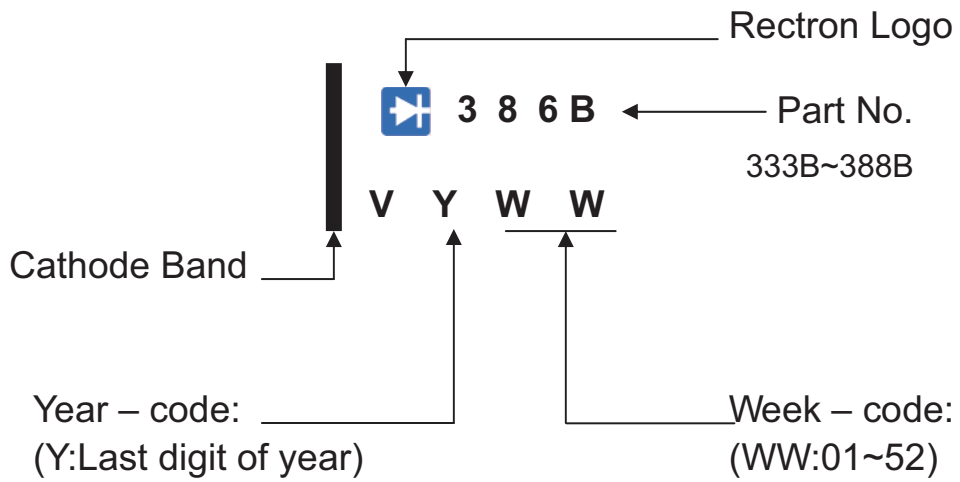 Rectron Logo
3 8 6 B
Part No.
333B~388B
V Y W W
Cathode Band
Year – code:
(Y:Last digit of year)
Week – code:
(WW:01~52)